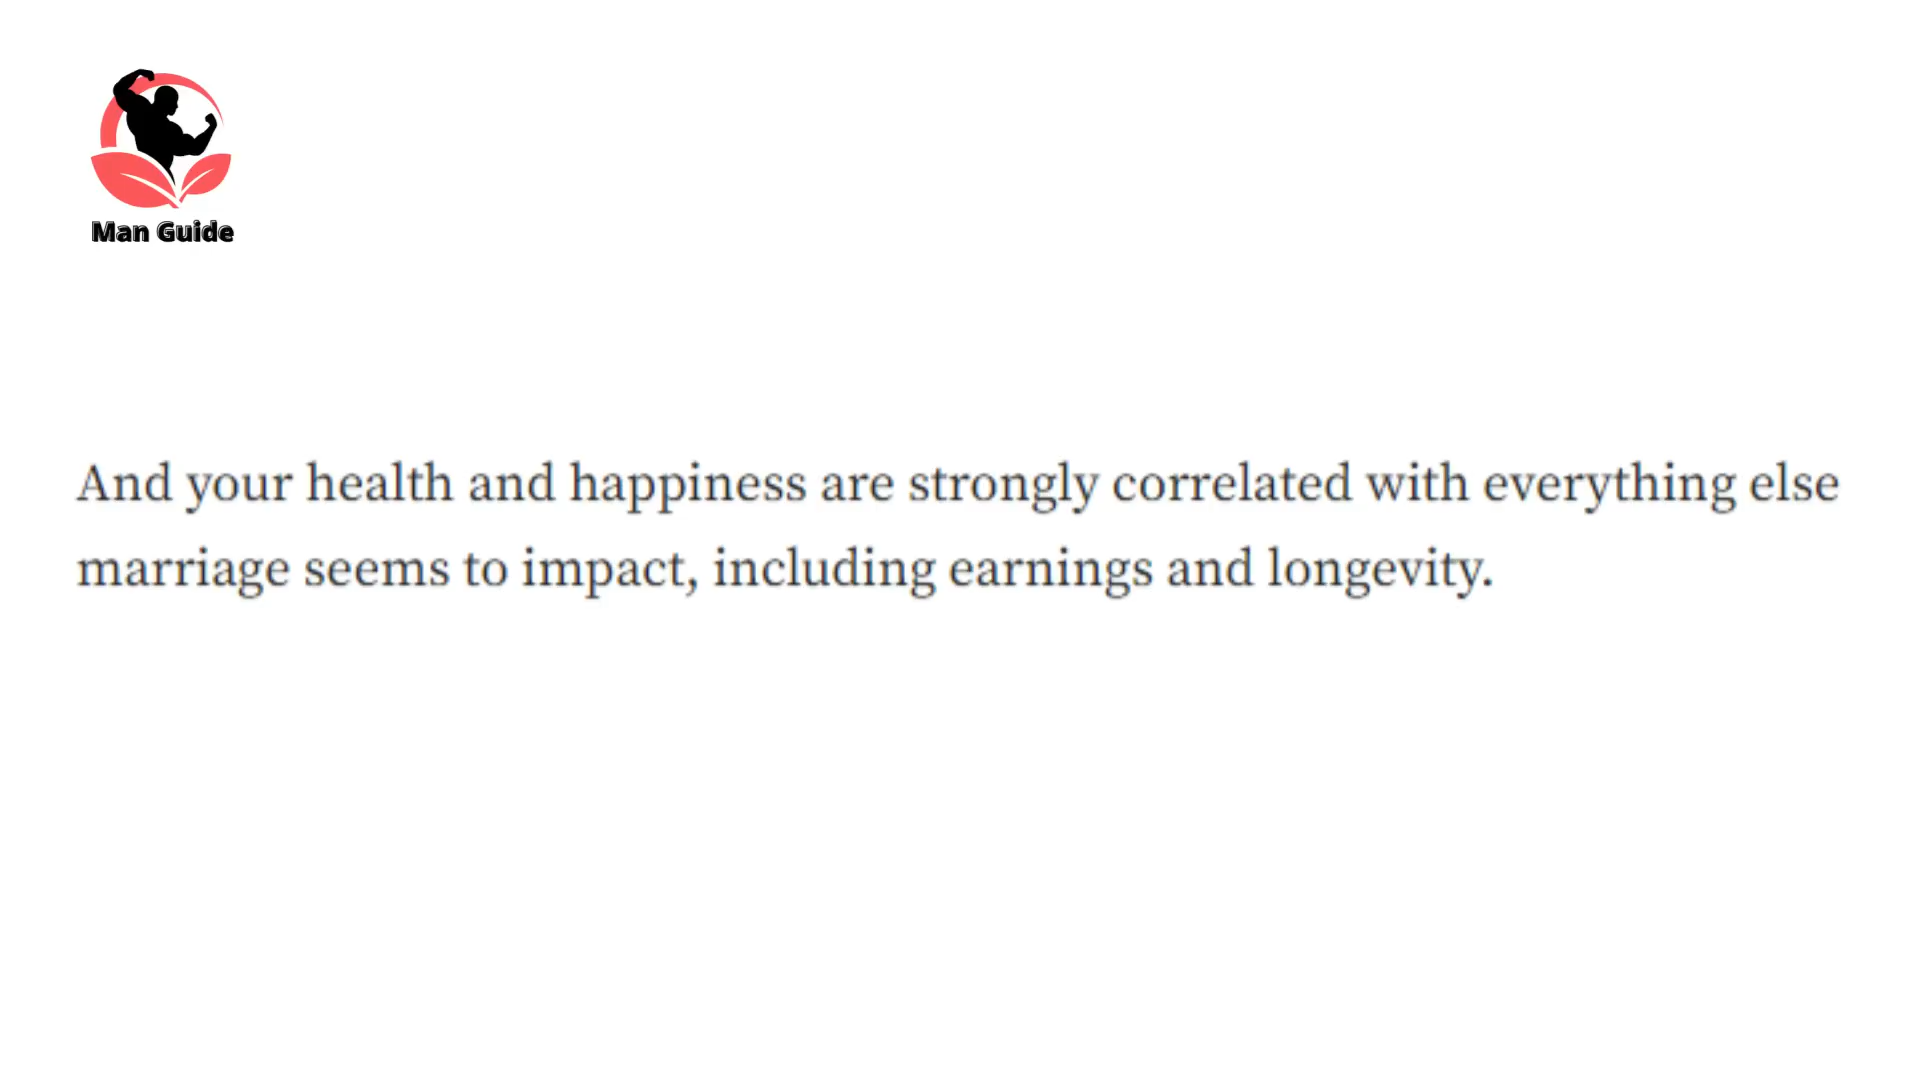 Man Guide
And your health and happiness are strongly correlated with everything else
marriage seems to impact, including earnings and longevity.